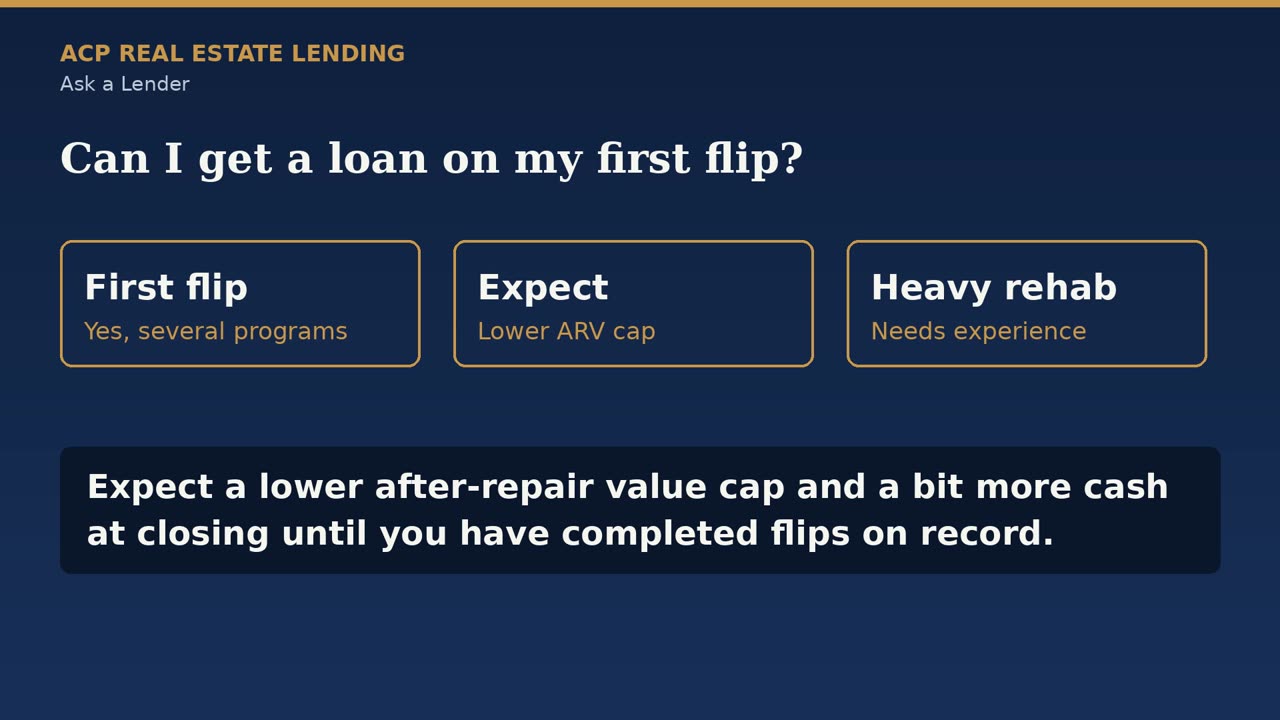 ACP REAL ESTATE LENDING
Ask a Lender
Can I get a loan on my first flip?
First flip
Yes, several programs
Expect
Lower ARV cap
Heavy rehab
Needs experience
Expect a lower after-repair value cap and a bit more cash
at closing until you have completed flips on record.